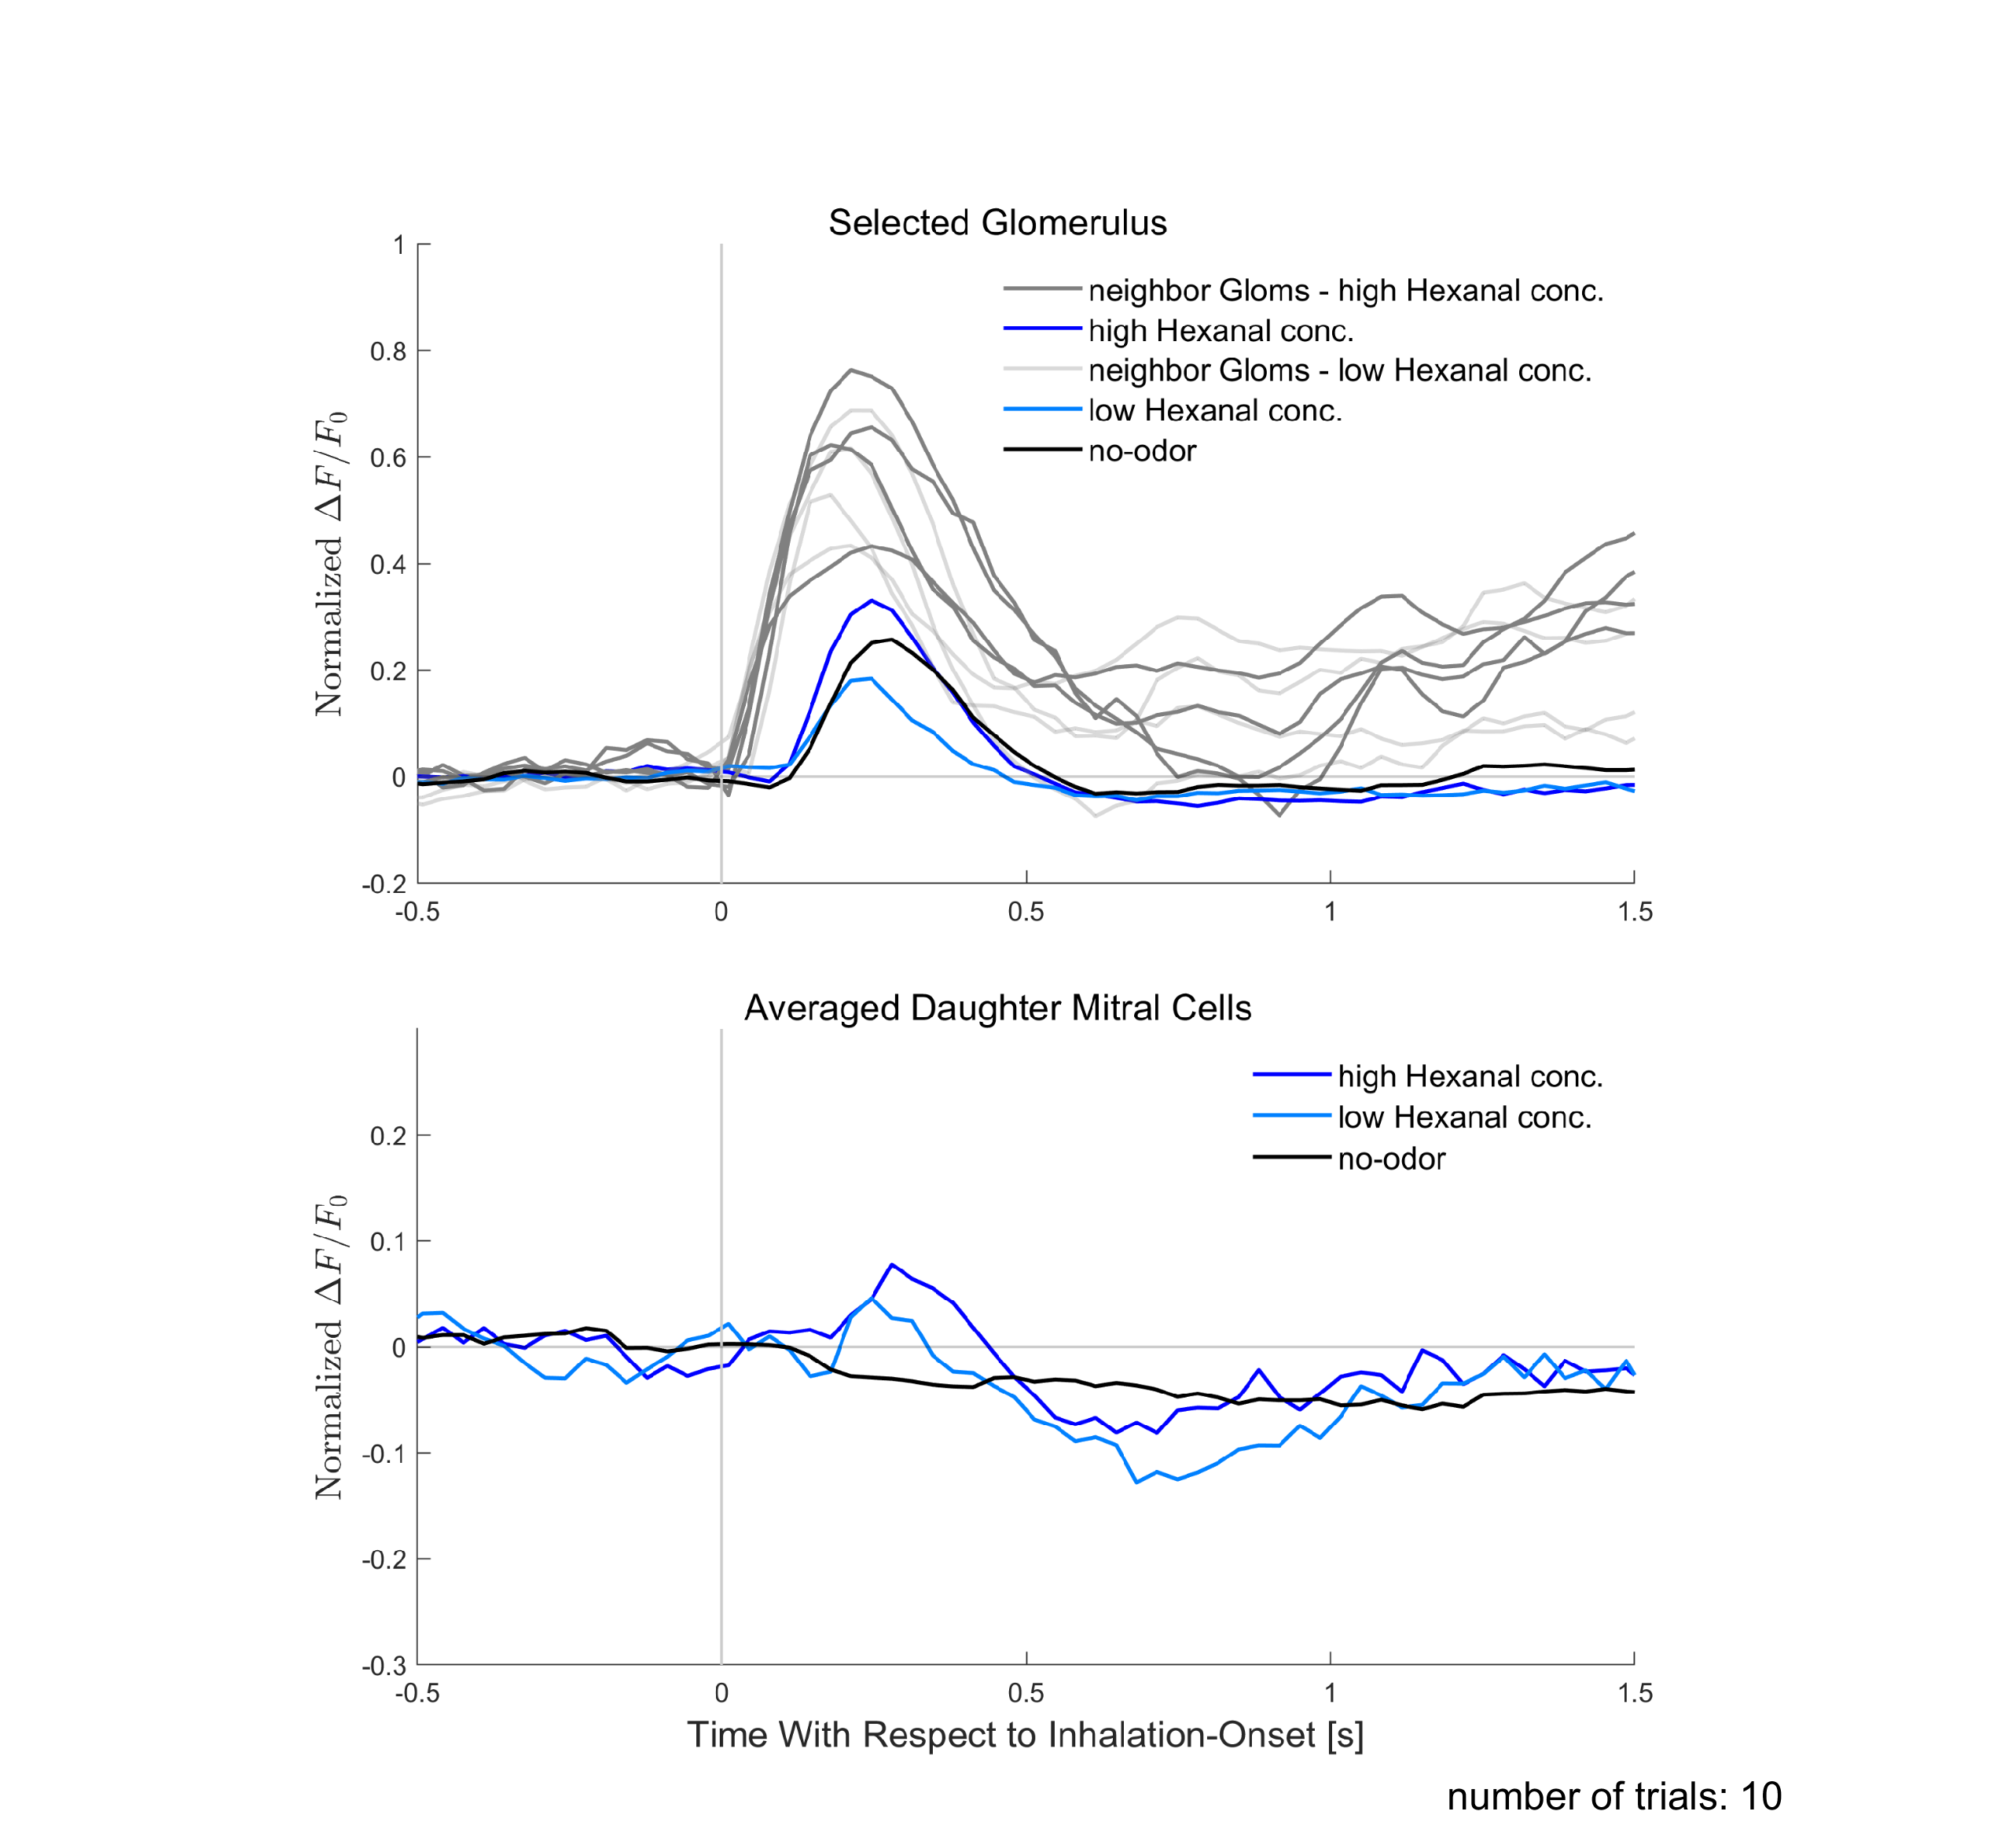 Selected Glomerulus
1
0.8
0.6
0.4
0.2
0
-0.2
Normalized ΔF/F₀
neighbor Gloms - high Hexanal conc.
high Hexanal conc.
neighbor Gloms - low Hexanal conc.
low Hexanal conc.
no-odor
-0.5 0 0.5 1 1.5
Averaged Daughter Mitral Cells
0.2
0.1
0
-0.1
-0.2
-0.3
Normalized ΔF/F₀
high Hexanal conc.
low Hexanal conc.
no-odor
-0.5 0 0.5 1 1.5
Time With Respect to Inhalation-Onset [s]
number of trials: 10